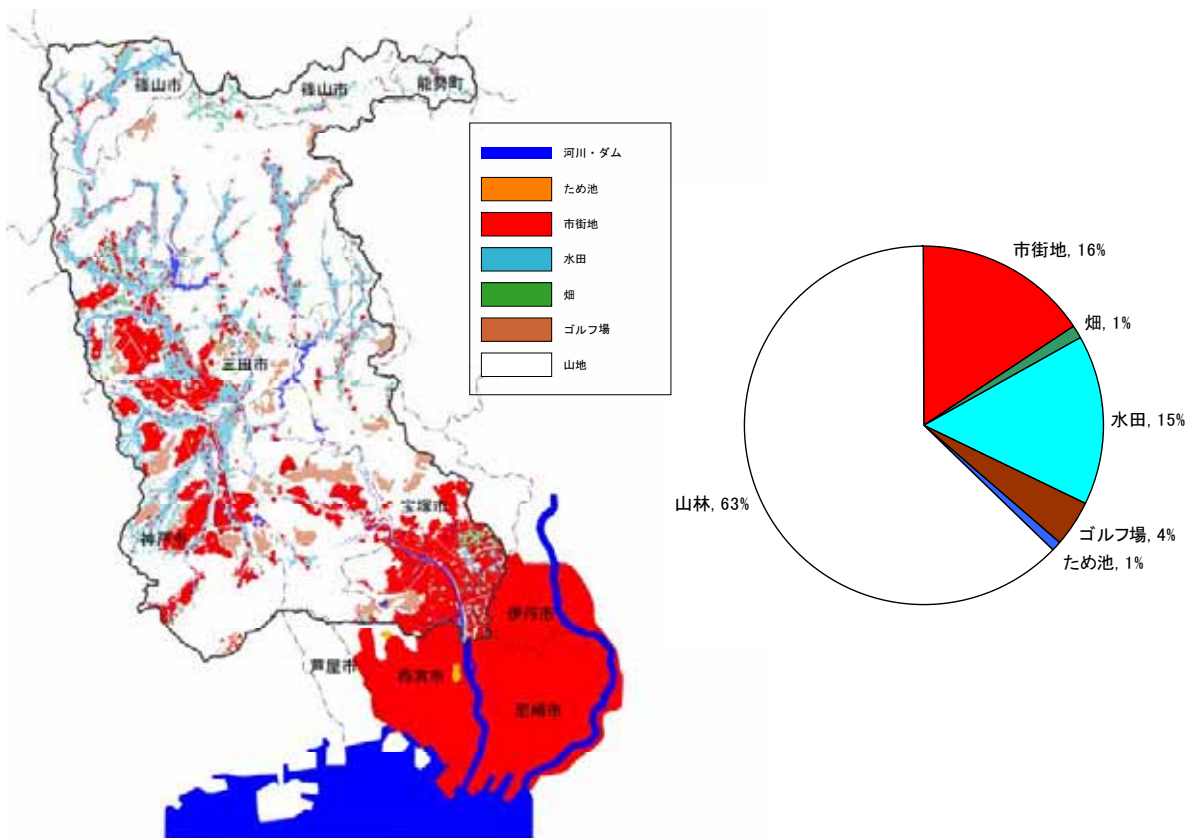 篠山市
篠山市
能勢町
河川・ダム
ため池
市街地
水田
畑
ゴルフ場
山地
三田市
宝塚市
神戸市
伊丹市
芦屋市
西宮市
尼崎市
市街地, 16%
畑, 1%
水田, 15%
ゴルフ場, 4%
ため池, 1%
山林, 63%